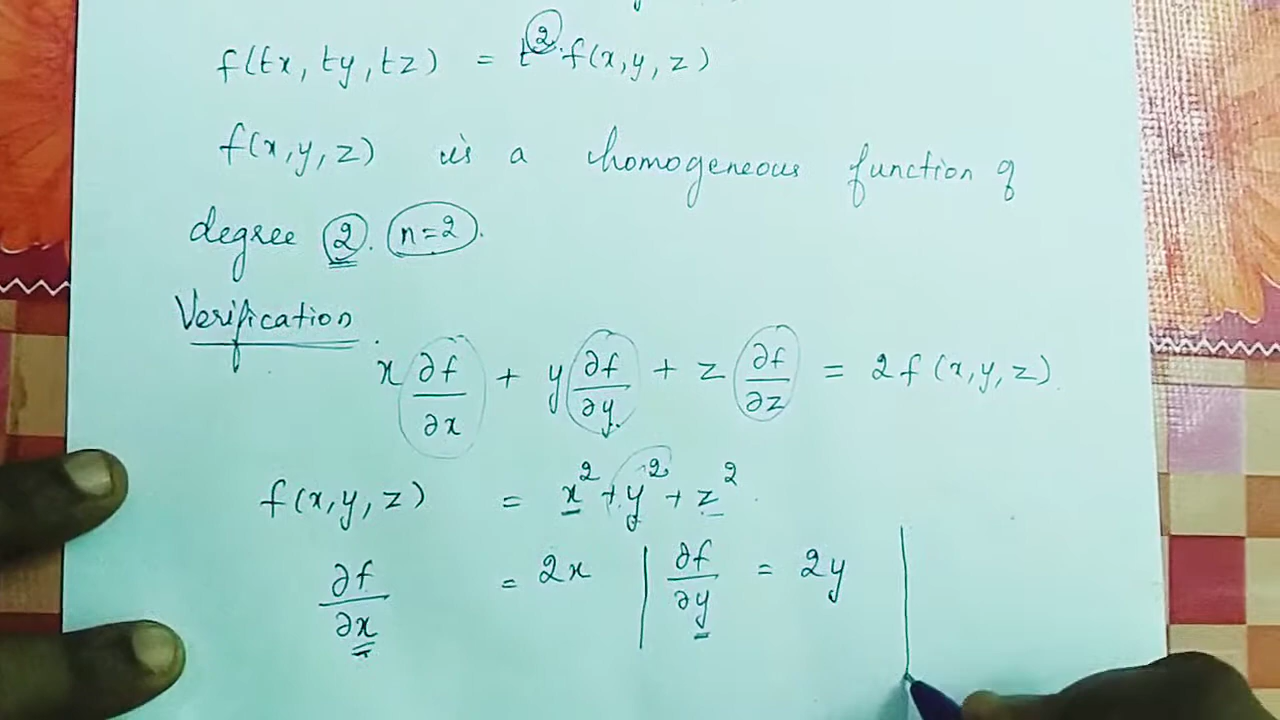 f(tx, ty, tz) = t². f(x, y, z)
f(x, y, z) is a homogeneous function of
degree 2. n=2.
Verification
x ∂f/∂x + y ∂f/∂y + z ∂f/∂z = 2f(x, y, z).
f(x, y, z) = x² + y² + z².
∂f/∂x = 2x | ∂f/∂y = 2y |